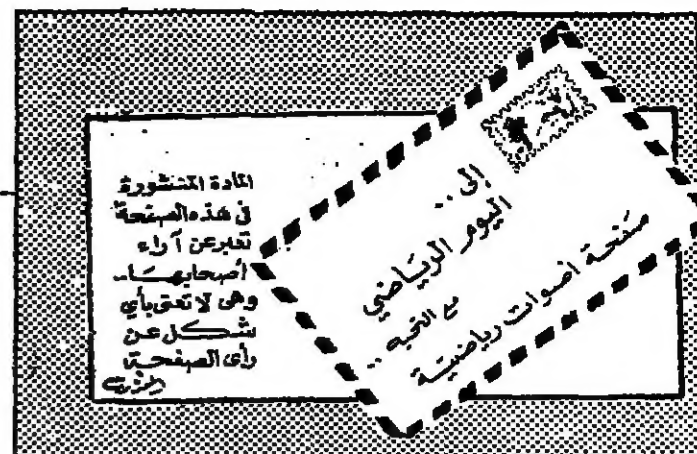 المادة المنشورة
في هذه الصفحة
تعبر عن آراء
أصحابها..
وهي لا تعني بأي
شكل عن
رأي الصفحة
إلى ..
اليوم الرياضي
مع التحية ..
صفحة أصوات رياضية